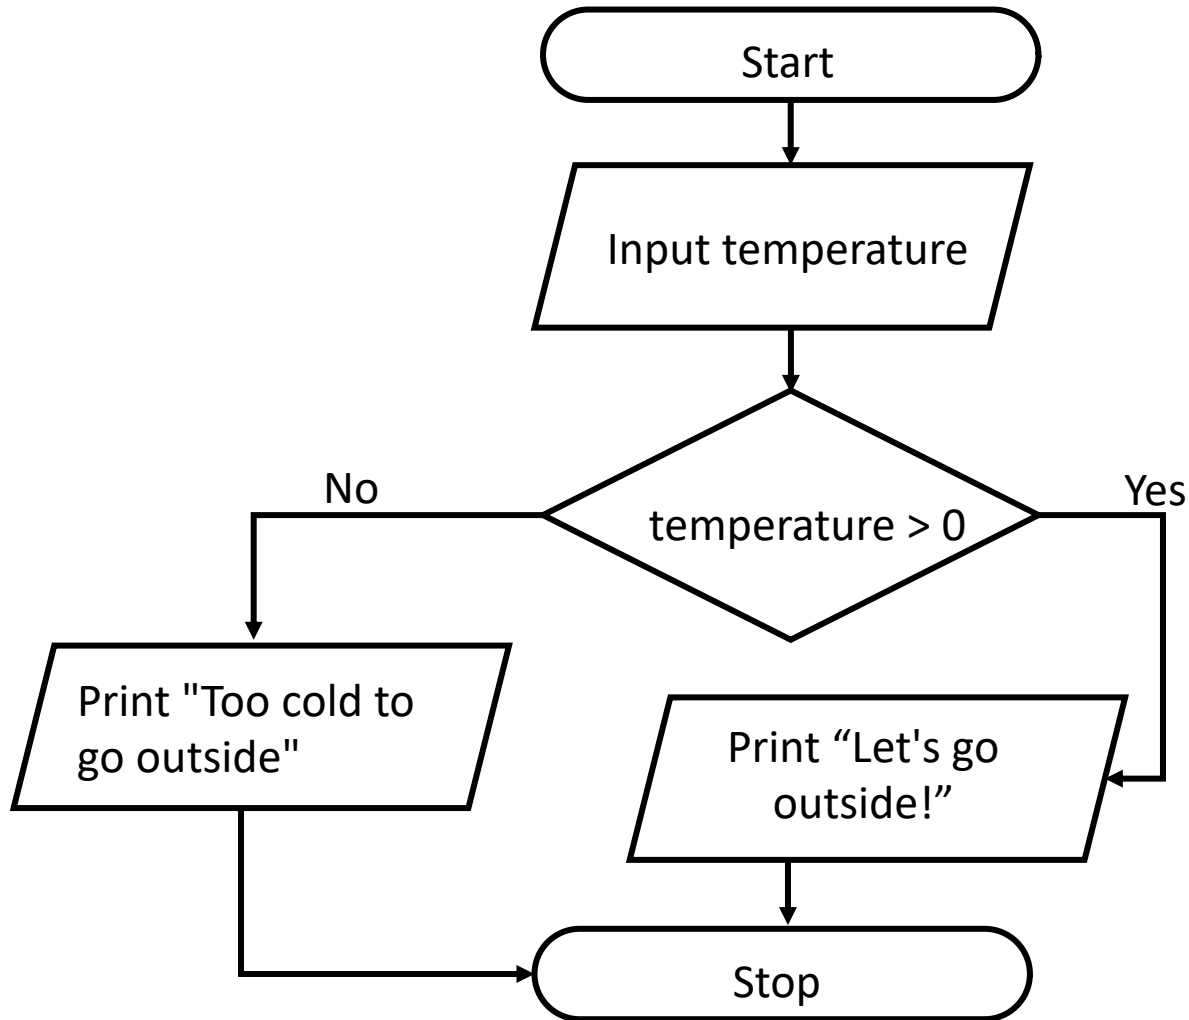 Start
Input temperature
No
Yes
temperature > 0
Print "Too cold to
go outside"
Print “Let's go
outside!”
Stop